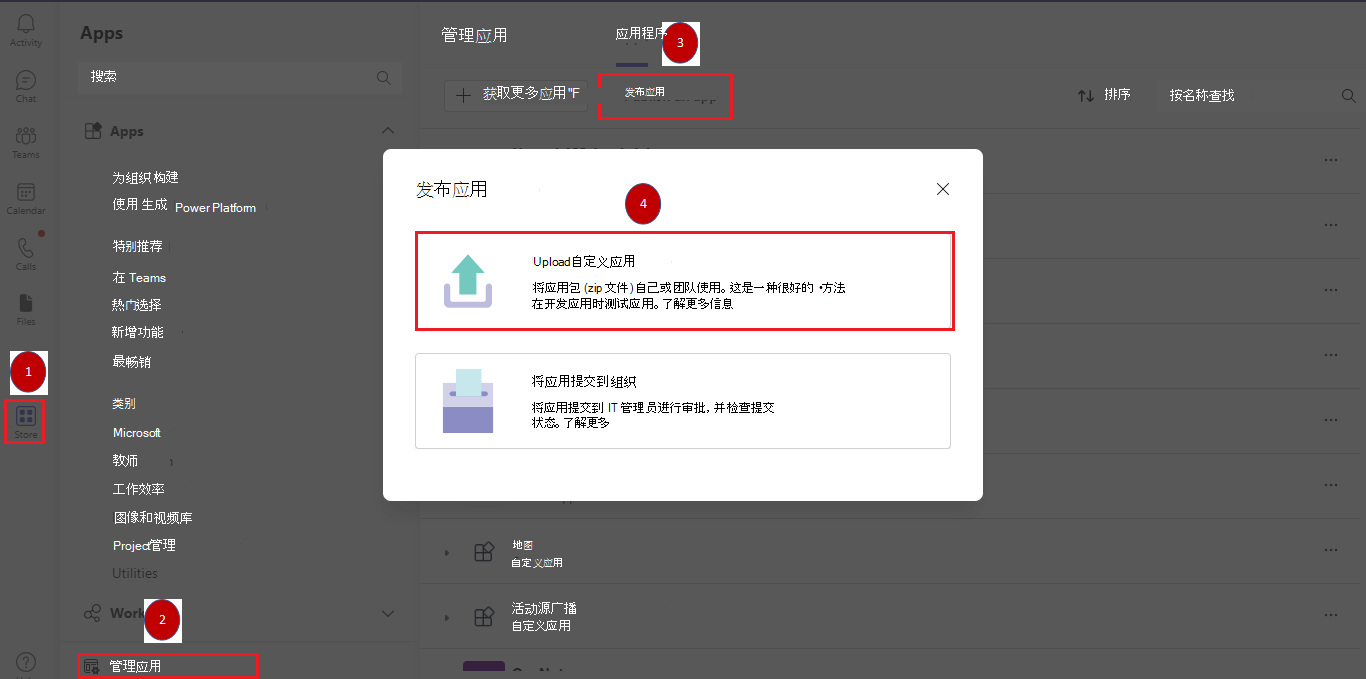 Activity
Chat
Teams
Calendar
Calls
Files
1
Store
Apps
搜索
Apps
为组织构建
使用 生成 Power Platform
特别推荐
在 Teams
热门选择
新增功能
最畅销
类别
Microsoft
教师
工作效率
图像和视频库
Project管理
Utilities
Work
2
管理应用
管理应用
应用程序
3
获取更多应用"F
发布应用
排序
按名称查找
发布应用
4
Upload自定义应用
将应用包 (zip 文件) 自己或团队使用。这是一种很好的 •方法
在开发应用时测试应用。了解更多信息
将应用提交到组织
将应用提交到 IT 管理员进行审批, 并检查提交
状态。了解更多
地图
自定义应用
活动源广播
自定义应用